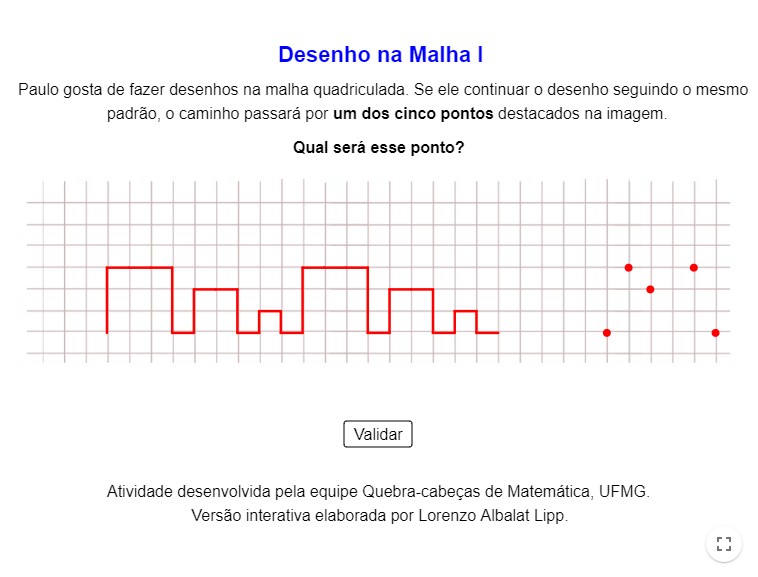 Desenho na Malha I
Paulo gosta de fazer desenhos na malha quadriculada. Se ele continuar o desenho seguindo o mesmo
padrão, o caminho passará por um dos cinco pontos destacados na imagem.
Qual será esse ponto?
Validar
Atividade desenvolvida pela equipe Quebra-cabeças de Matemática, UFMG.
Versão interativa elaborada por Lorenzo Albalat Lipp.